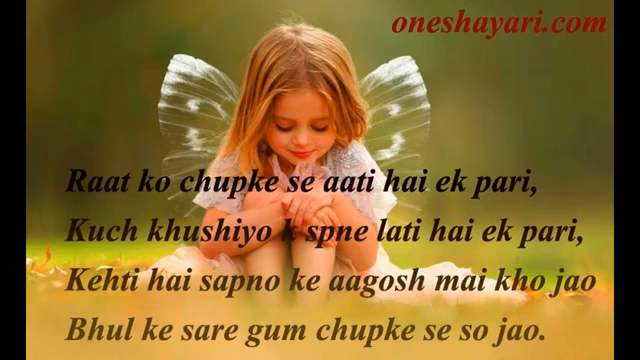 oneshayari.com
Raat ko chupke se aati hai ek pari,
Kuch khushiyo k spne lati hai ek pari,
Kehti hai sapno ke aagosh mai kho jao
Bhul ke sare gum chupke se so jao.